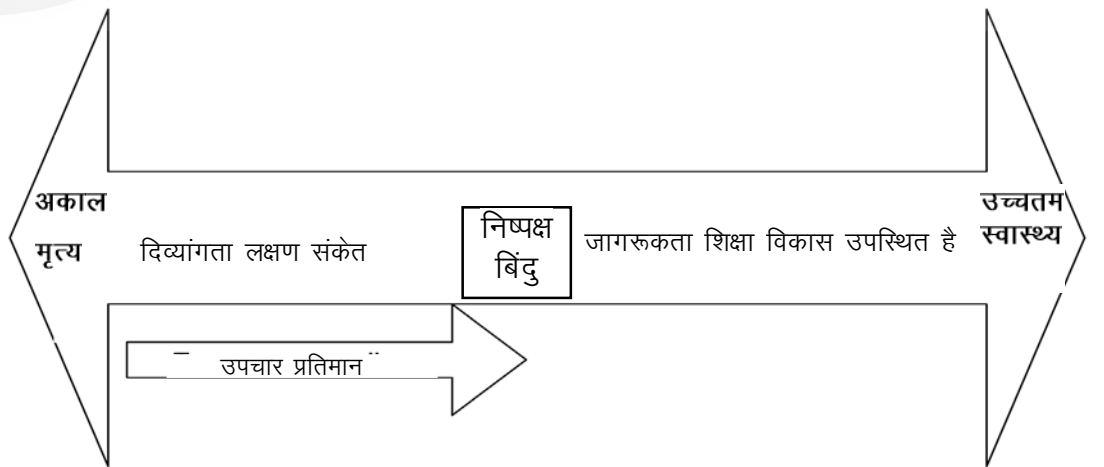 अकाल
मृत्य
दिव्यांगता लक्षण संकेत
निष्पक्ष
बिंदु
जागरूकता शिक्षा विकास उपस्थित है
उच्चतम
स्वास्थ्य
उपचार प्रतिमान